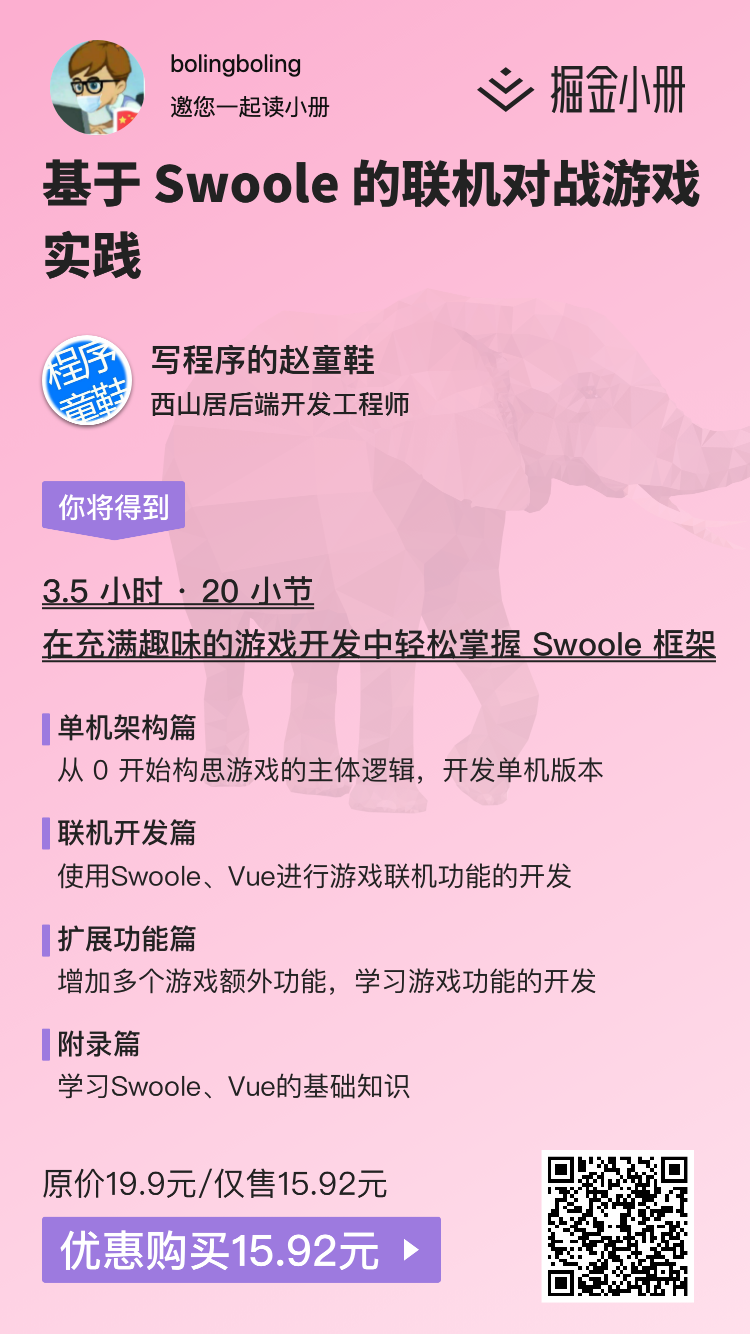 bolingboling
邀您一起读小册
掘金小册
基于 Swoole 的联机对战游戏
实践
程序
童鞋
写程序的赵童鞋
西山居后端开发工程师
你将得到
3.5 小时 · 20 小节
在充满趣味的游戏开发中轻松掌握 Swoole 框架
单机架构篇
从 0 开始构思游戏的主体逻辑，开发单机版本
联机开发篇
使用Swoole、Vue进行游戏联机功能的开发
扩展功能篇
增加多个游戏额外功能，学习游戏功能的开发
附录篇
学习Swoole、Vue的基础知识
原价19.9元/仅售15.92元
优惠购买15.92元